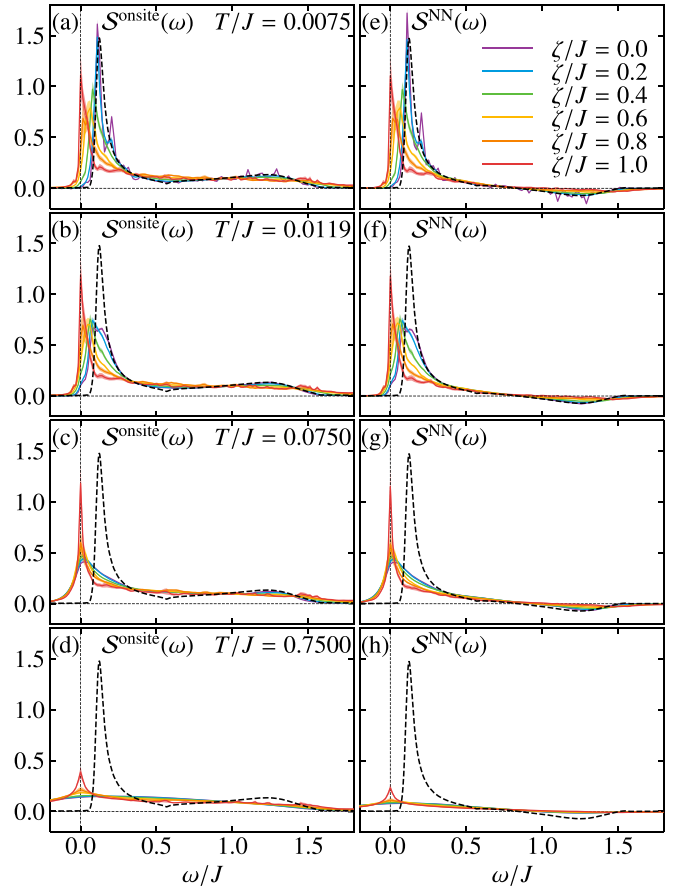 (a) 𝒮^onsite(ω) T/J = 0.0075
(e) 𝒮^NN(ω)
ζ/J = 0.0
ζ/J = 0.2
ζ/J = 0.4
ζ/J = 0.6
ζ/J = 0.8
ζ/J = 1.0
1.5
1.0
0.5
0.0
(b) 𝒮^onsite(ω) T/J = 0.0119
(f) 𝒮^NN(ω)
1.5
1.0
0.5
0.0
(c) 𝒮^onsite(ω) T/J = 0.0750
(g) 𝒮^NN(ω)
1.5
1.0
0.5
0.0
(d) 𝒮^onsite(ω) T/J = 0.7500
(h) 𝒮^NN(ω)
1.5
1.0
0.5
0.0
0.0 0.5 1.0 1.5 0.0 0.5 1.0 1.5
ω/J ω/J